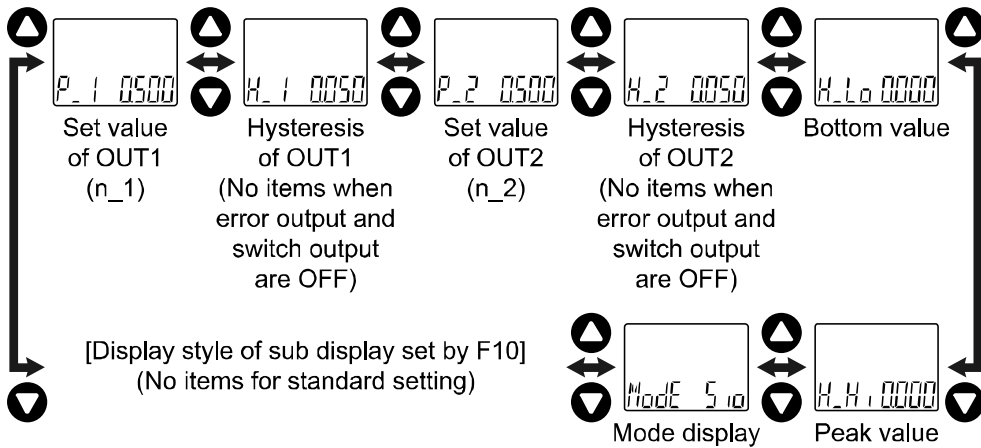 P_1 0.500
H_1 0.050
P_2 0.500
H_2 0.050
H_Lo 0.000
Set value
of OUT1
(n_1)
Hysteresis
of OUT1
(No items when
error output and
switch output
are OFF)
Set value
of OUT2
(n_2)
Hysteresis
of OUT2
(No items when
error output and
switch output
are OFF)
Bottom value
[Display style of sub display set by F10]
(No items for standard setting)
ModE Sio
H_Hi 0.000
Mode display
Peak value